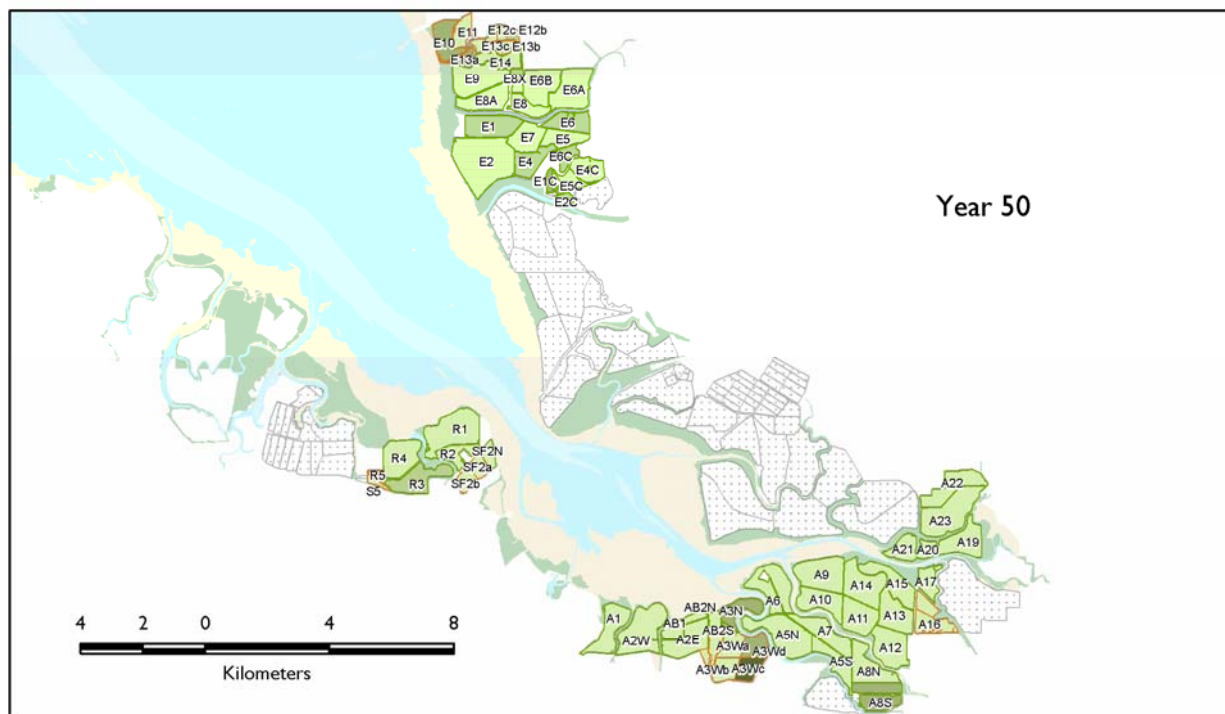 E11 E12c E12b
E10 E13c E13b
E13a E14
E9 E8X E6B
E6A
E8A E8
E1 E6
E7 E5
E2 E4 E6C
E4C
E1C E5C
E2C
Year 50
R1
R4 R2 SF2N
SF2a
R5 R3 SF2b
S5
A22
A23
A21 A20 A19
A9 A14 A15 A17
A6 A10
A1 AB2N A3N
AB1 AB2S A5N A7 A11 A13 A16
A2W A2E A3Wa A3Wd A12
A3Wb A3Wc A5S A8N
A8S
4 2 0 4 8
Kilometers